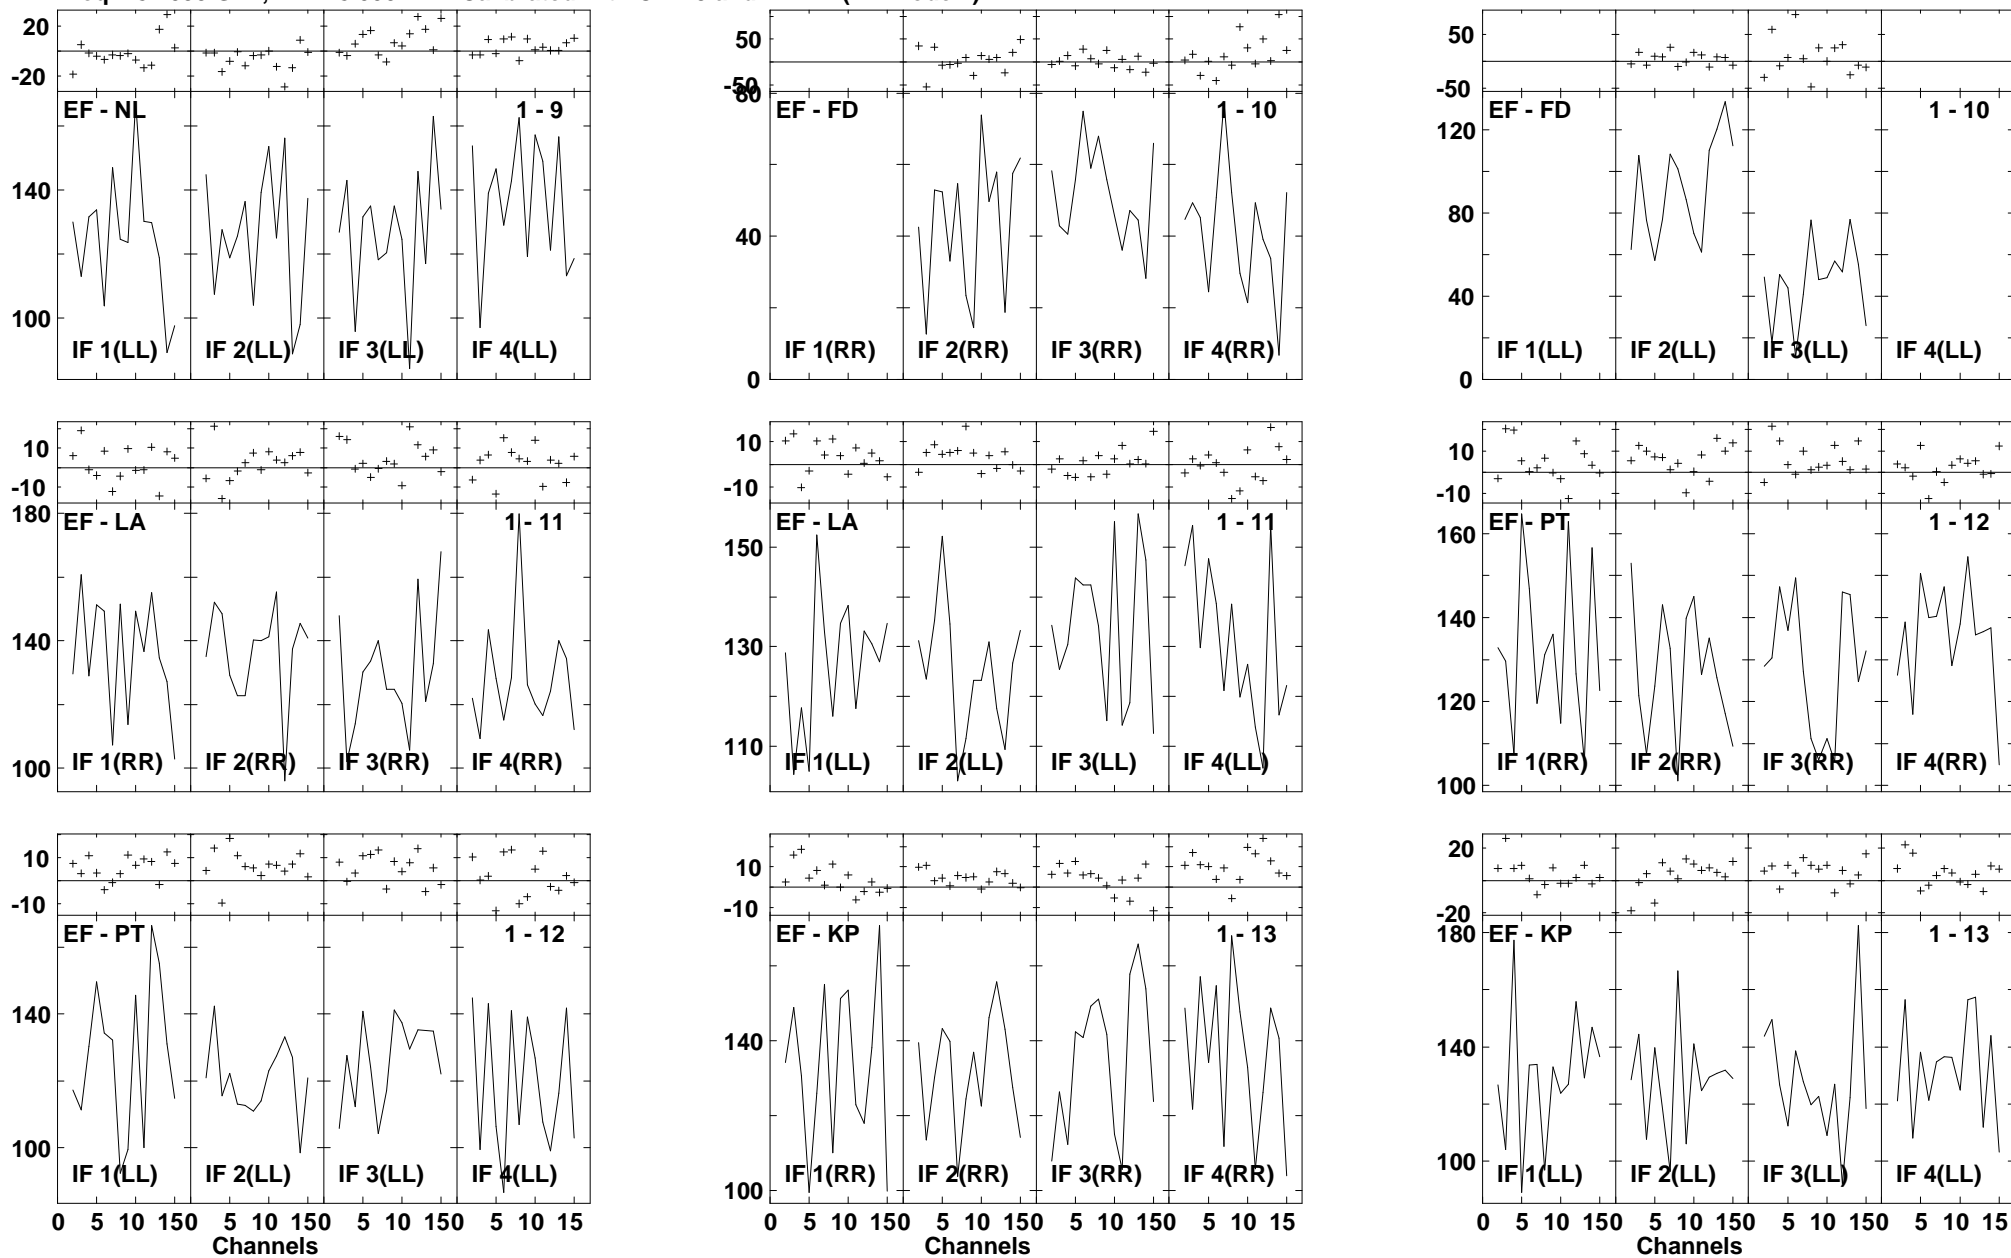 20
-20
EF - NL
1 - 9
140
100
IF 1(LL)
IF 2(LL)
IF 3(LL)
IF 4(LL)
50
-50
80
EF - FD
1 - 10
40
0
IF 1(RR)
IF 2(RR)
IF 3(RR)
IF 4(RR)
50
-50
EF - FD
1 - 10
120
80
40
0
IF 1(LL)
IF 2(LL)
IF 3(LL)
IF 4(LL)
10
-10
180
EF - LA
1 - 11
140
100
IF 1(RR)
IF 2(RR)
IF 3(RR)
IF 4(RR)
10
-10
EF - LA
1 - 11
150
130
110
IF 1(LL)
IF 2(LL)
IF 3(LL)
IF 4(LL)
10
-10
EF - PT
1 - 12
160
140
120
100
IF 1(RR)
IF 2(RR)
IF 3(RR)
IF 4(RR)
10
-10
EF - PT
1 - 12
140
100
IF 1(LL)
IF 2(LL)
IF 3(LL)
IF 4(LL)
0 5 10 150 5 10 150 5 10 150 5 10 15
Channels
10
-10
EF - KP
1 - 13
140
100
IF 1(RR)
IF 2(RR)
IF 3(RR)
IF 4(RR)
0 5 10 150 5 10 150 5 10 150 5 10 15
Channels
20
-20
180
EF - KP
1 - 13
140
100
IF 1(LL)
IF 2(LL)
IF 3(LL)
IF 4(LL)
0 5 10 150 5 10 150 5 10 150 5 10 15
Channels